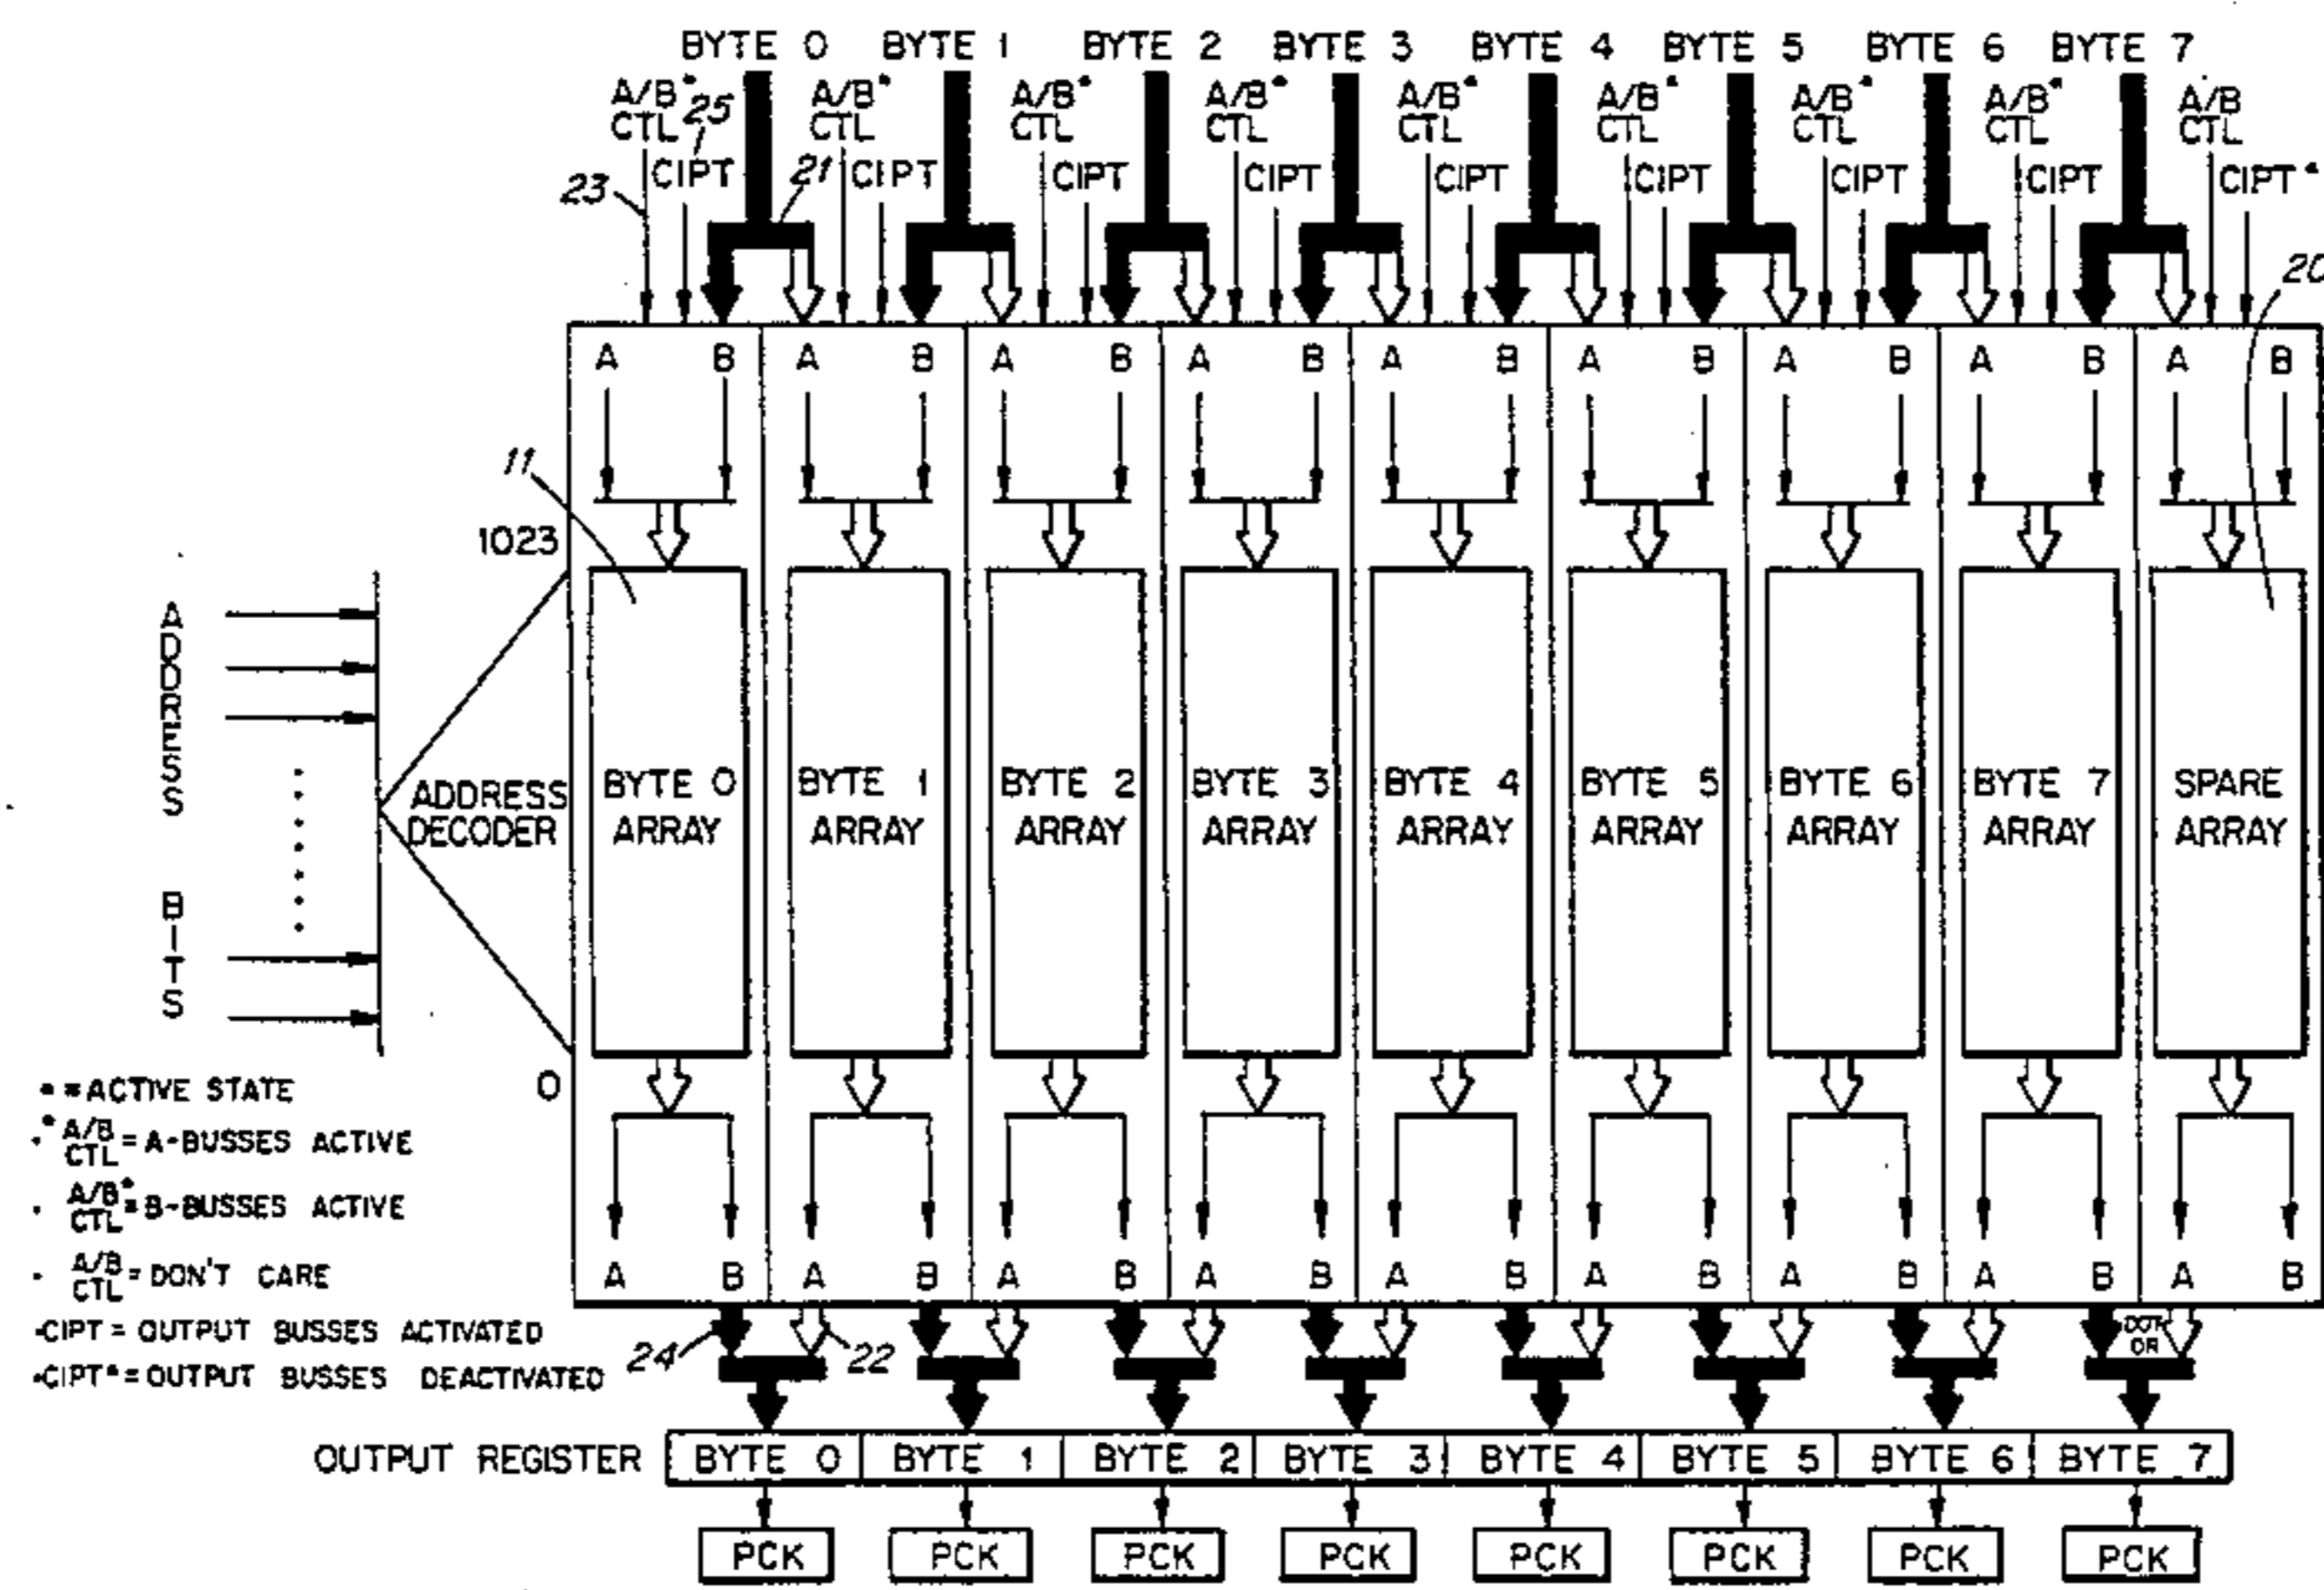 BYTE 0 BYTE 1 BYTE 2 BYTE 3 BYTE 4 BYTE 5 BYTE 6 BYTE 7
A/B* A/B* A/B* A/B* A/B* A/B* A/B* A/B* A/B
CTL 25 CTL CTL CTL CTL CTL CTL CTL CTL
23 CIPT 21 CIPT CIPT CIPT CIPT CIPT CIPT CIPT CIPT*
20
A B A B A B A B A B A B A B A B A B
11
1023
ADDRESS BITS
ADDRESS
DECODER
BYTE 0 BYTE 1 BYTE 2 BYTE 3 BYTE 4 BYTE 5 BYTE 6 BYTE 7 SPARE
ARRAY ARRAY ARRAY ARRAY ARRAY ARRAY ARRAY ARRAY ARRAY
0
* = ACTIVE STATE
*A/B
CTL = A-BUSSES ACTIVE
A/B*
CTL = B-BUSSES ACTIVE
A/B
CTL = DON'T CARE
A B A B A B A B A B A B A B A B A B
•CIPT = OUTPUT BUSSES ACTIVATED
•CIPT* = OUTPUT BUSSES DEACTIVATED
24 22
DOT
OR
OUTPUT REGISTER BYTE 0 BYTE 1 BYTE 2 BYTE 3 BYTE 4 BYTE 5 BYTE 6 BYTE 7
PCK PCK PCK PCK PCK PCK PCK PCK